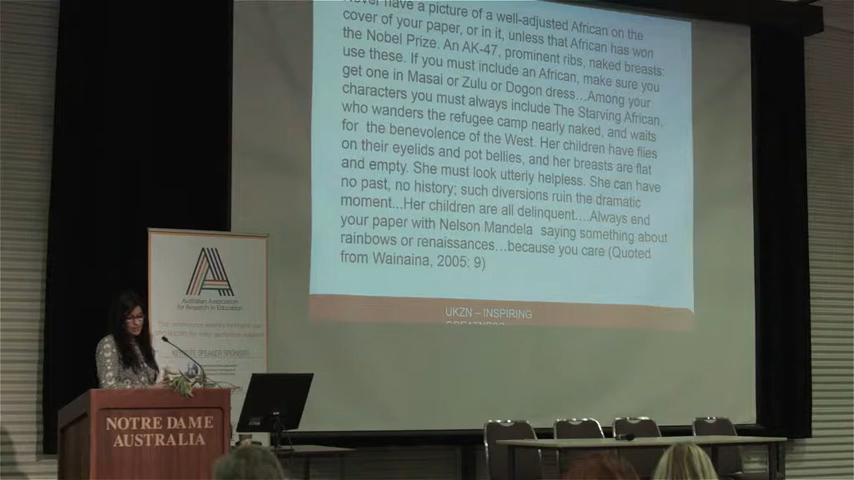 Never have a picture of a well-adjusted African on the
cover of your paper, or in it, unless that African has won
the Nobel Prize. An AK-47, prominent ribs, naked breasts:
use these. If you must include an African, make sure you
get one in Masai or Zulu or Dogon dress…Among your
characters you must always include The Starving African,
who wanders the refugee camp nearly naked, and waits
for the benevolence of the West. Her children have flies
on their eyelids and pot bellies, and her breasts are flat
and empty. She must look utterly helpless. She can have
no past, no history; such diversions ruin the dramatic
moment…Her children are all delinquent….Always end
your paper with Nelson Mandela saying something about
rainbows or renaissances…because you care (Quoted
from Wainaina, 2005; 9)
UKZN – INSPIRING
GREATNESS
Australian Association
for Research in Education
KEYNOTE SPEAKER SPONSORS
NOTRE DAME
AUSTRALIA